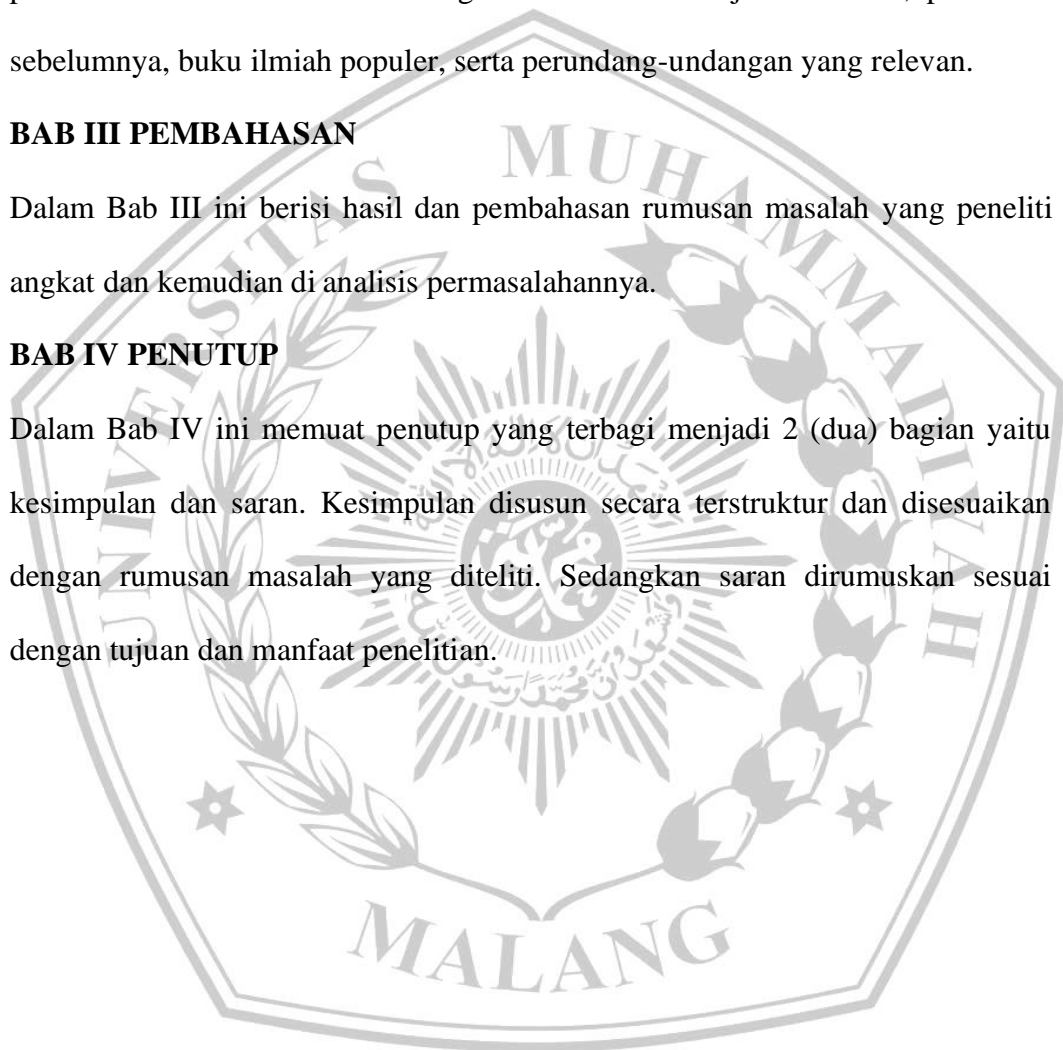 sebelumnya, buku ilmiah populer, serta perundang-undangan yang relevan.
BAB III PEMBAHASAN
Dalam Bab III ini berisi hasil dan pembahasan rumusan masalah yang peneliti
angkat dan kemudian di analisis permasalahannya.
BAB IV PENUTUP
Dalam Bab IV ini memuat penutup yang terbagi menjadi 2 (dua) bagian yaitu
kesimpulan dan saran. Kesimpulan disusun secara terstruktur dan disesuaikan
dengan rumusan masalah yang diteliti. Sedangkan saran dirumuskan sesuai
dengan tujuan dan manfaat penelitian.
UNIVERSITAS MUHAMMADIYAH
MALANG